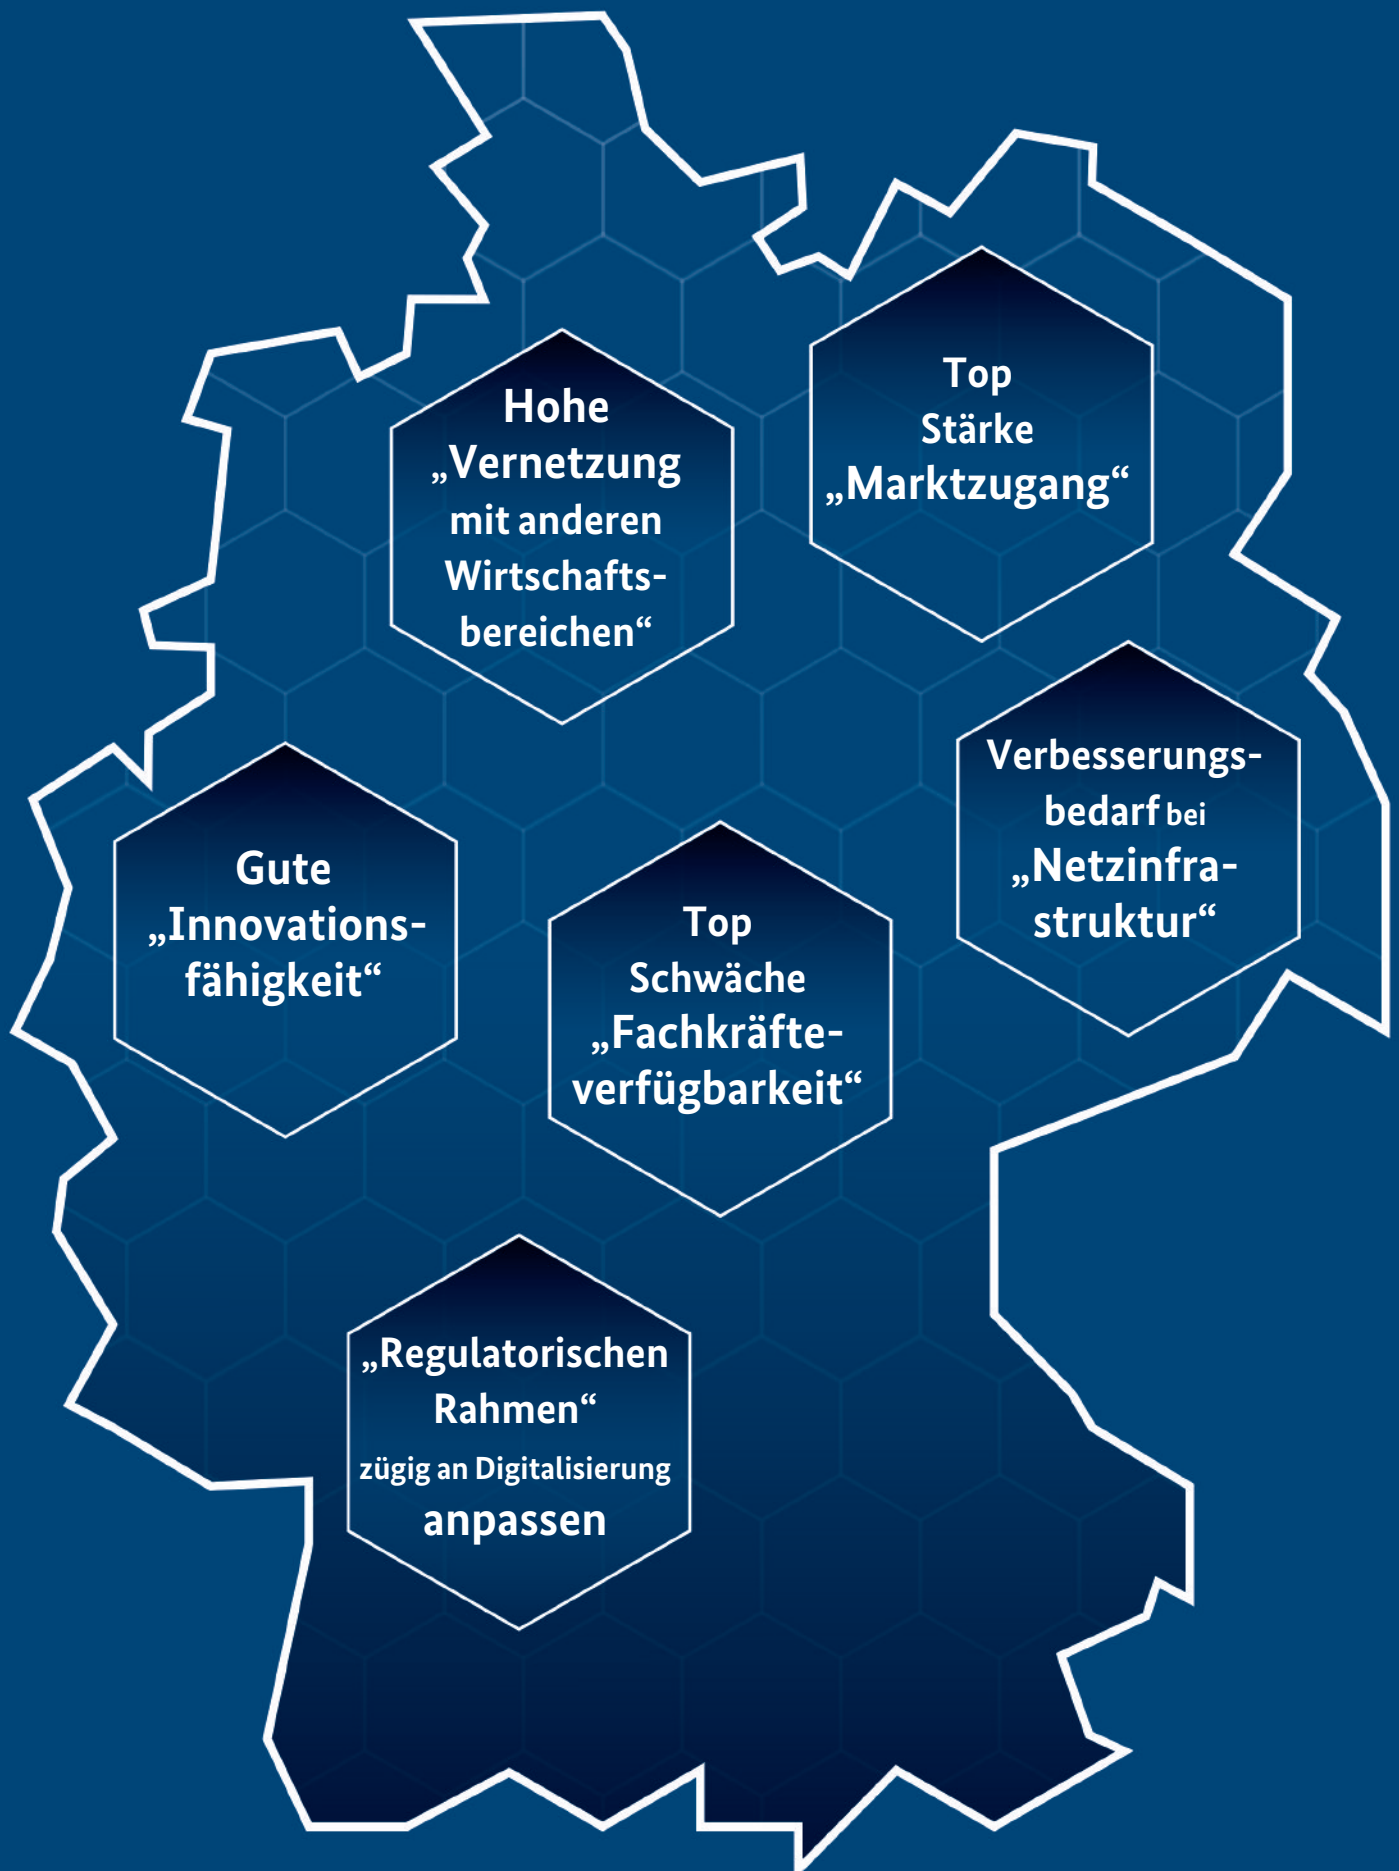 Hohe
„Vernetzung
mit anderen
Wirtschafts-
bereichen“
Top
Stärke
„Marktzugang“
Verbesserungs-
bedarf bei
„Netzinfra-
struktur“
Gute
„Innovations-
fähigkeit“
Top
Schwäche
„Fachkräfte-
verfügbarkeit“
„Regulatorischen
Rahmen“
zügig an Digitalisierung
anpassen